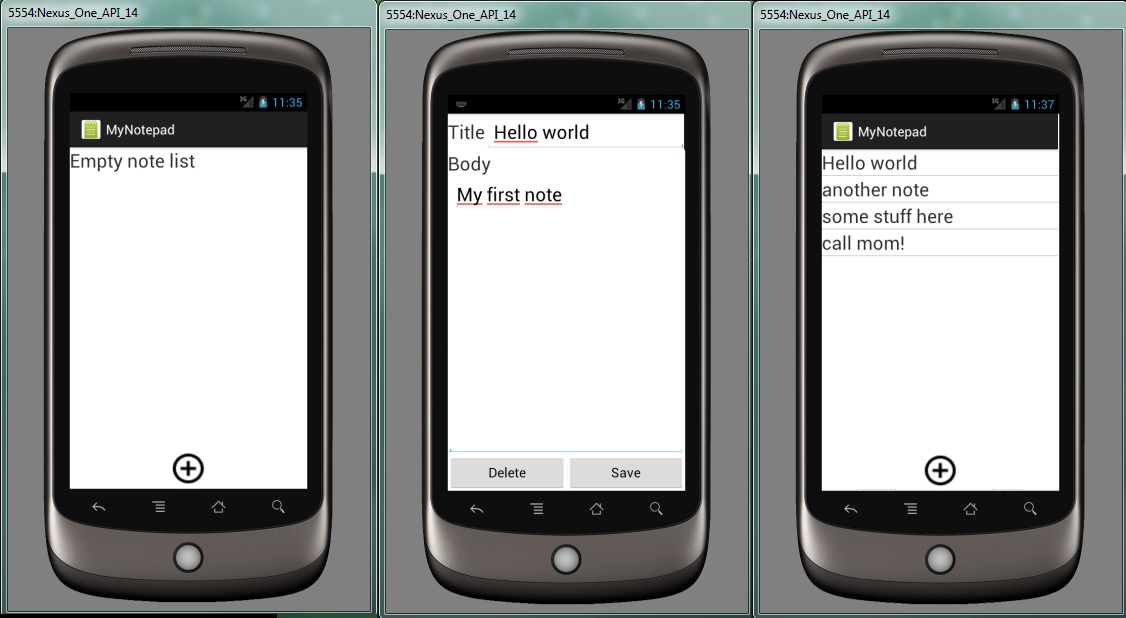 5554:Nexus_One_API_14
3G 11:35
MyNotepad
Empty note list
5554:Nexus_One_API_14
3G 11:35
Title Hello world
Body
My first note
Delete Save
5554:Nexus_One_API_14
3G 11:37
MyNotepad
Hello world
another note
some stuff here
call mom!